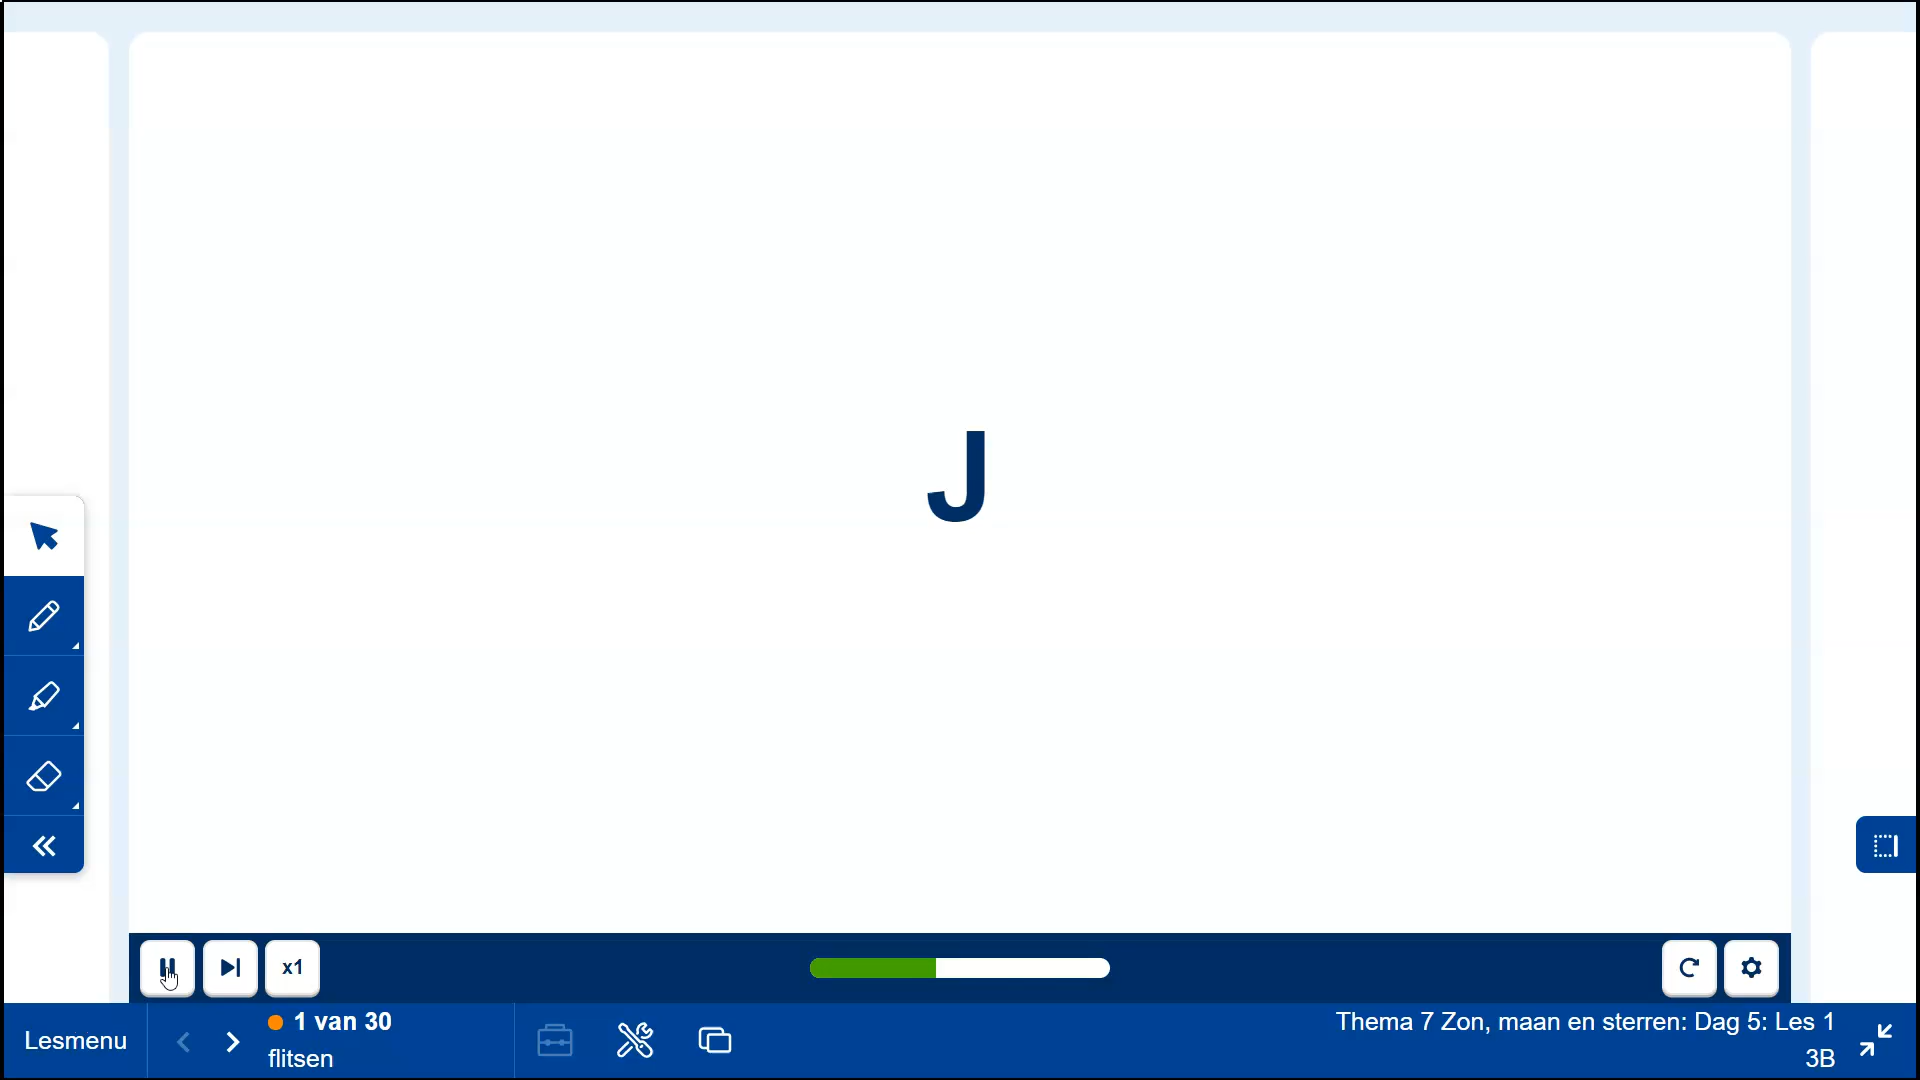 J
x1
Lesmenu
1 van 30
flitsen
Thema 7 Zon, maan en sterren: Dag 5: Les 1
3B